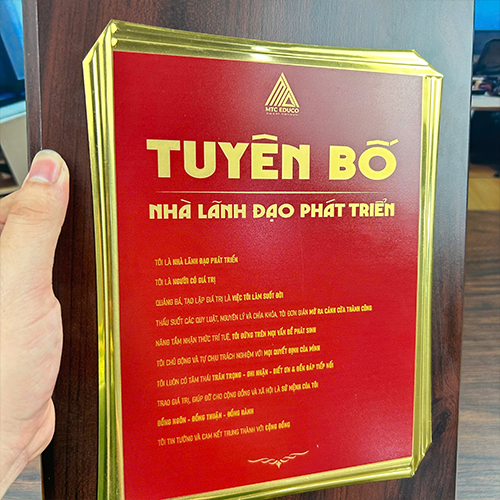 MTC EDUCO
TUYÊN BỐ
NHÀ LÃNH ĐẠO PHÁT TRIỂN
TÔI LÀ NHÀ LÃNH ĐẠO PHÁT TRIỂN
TÔI LÀ NGƯỜI CÓ GIÁ TRỊ
QUẢNG BÁ, TẠO LẬP GIÁ TRỊ LÀ VIỆC TÔI LÀM SUỐT ĐỜI
THẤU SUỐT CÁC QUY LUẬT, NGUYÊN LÝ VÀ CHÌA KHÓA, TÔI ĐƠN GIẢN MỞ RA CÁNH CỬA THÀNH CÔNG
NÂNG TẦM NHẬN THỨC TRÍ TUỆ, TÔI ĐỨNG TRÊN MỌI VẤN ĐỀ PHÁT SINH
TÔI CHỦ ĐỘNG VÀ TỰ CHỊU TRÁCH NGHIỆM VỚI MỌI QUYẾT ĐỊNH CỦA MÌNH
TÔI LUÔN CÓ TÂM THÁI TRÂN TRỌNG - GHI NHẬN - BIẾT ƠN & ĐỀN ĐÁP TIẾP NỐI
TRAO GIÁ TRỊ, GIÚP ĐỠ CHO CỘNG ĐỒNG VÀ XÃ HỘI LÀ SỨ MỆNH CỦA TÔI
ĐỒNG NGÔN - ĐỒNG THUẬN - ĐỒNG HÀNH
TÔI TIN TƯỞNG VÀ CAM KẾT TRUNG THÀNH VỚI CỘNG ĐỒNG